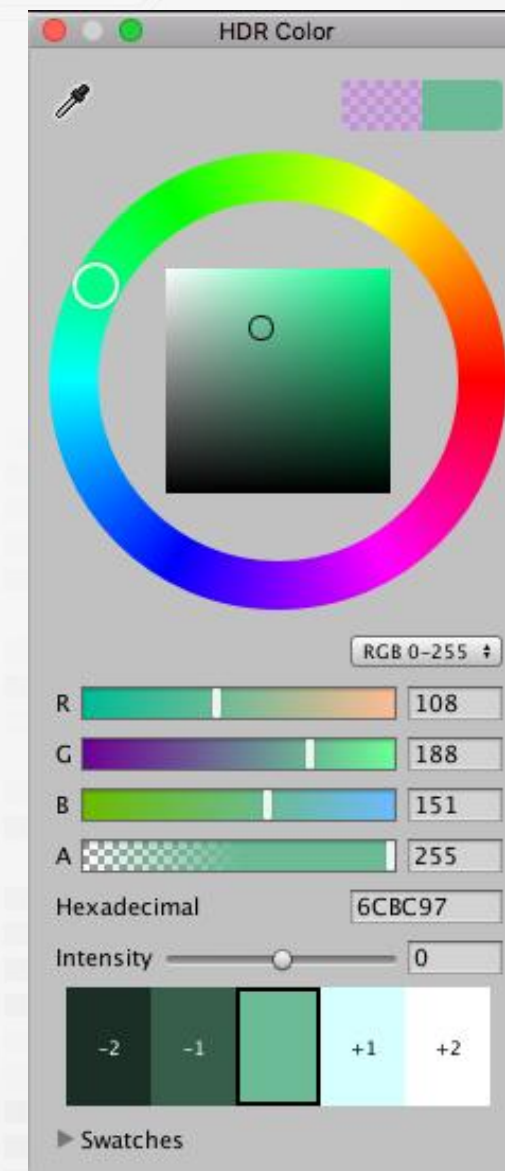 HDR Color
RGB 0-255
R 108
G 188
B 151
A 255
Hexadecimal 6CBC97
Intensity 0
-2 -1 +1 +2
Swatches